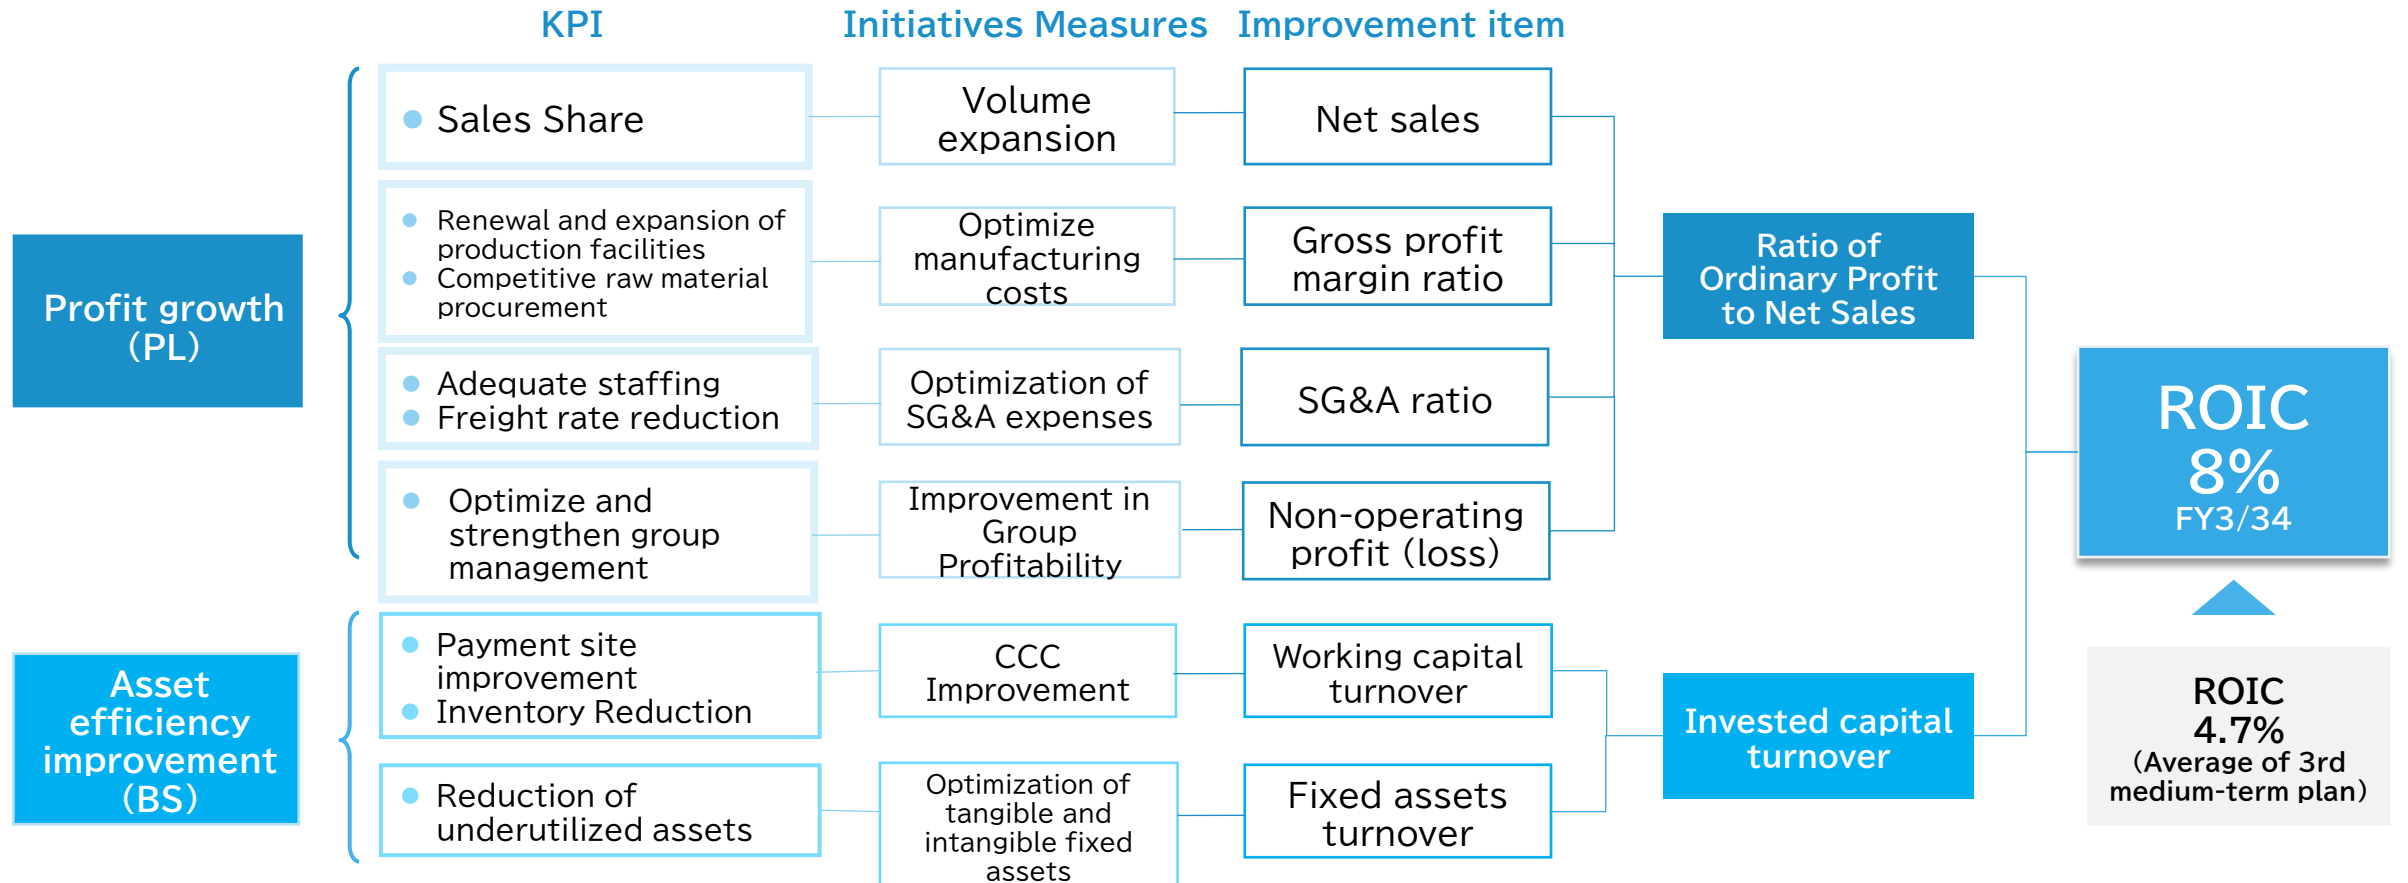 KPI
Initiatives Measures
Improvement item
Profit growth
(PL)
Sales Share
Volume
expansion
Net sales
Renewal and expansion of
production facilities
Competitive raw material
procurement
Optimize
manufacturing
costs
Gross profit
margin ratio
Adequate staffing
Freight rate reduction
Optimization of
SG&A expenses
SG&A ratio
Optimize and
strengthen group
management
Improvement in
Group
Profitability
Non-operating
profit (loss)
Ratio of
Ordinary Profit
to Net Sales
Asset
efficiency
improvement
(BS)
Payment site
improvement
Inventory Reduction
CCC
Improvement
Working capital
turnover
Reduction of
underutilized assets
Optimization of
tangible and
intangible fixed
assets
Fixed assets
turnover
Invested capital
turnover
ROIC
8%
FY3/34
ROIC
4.7%
(Average of 3rd
medium-term plan)